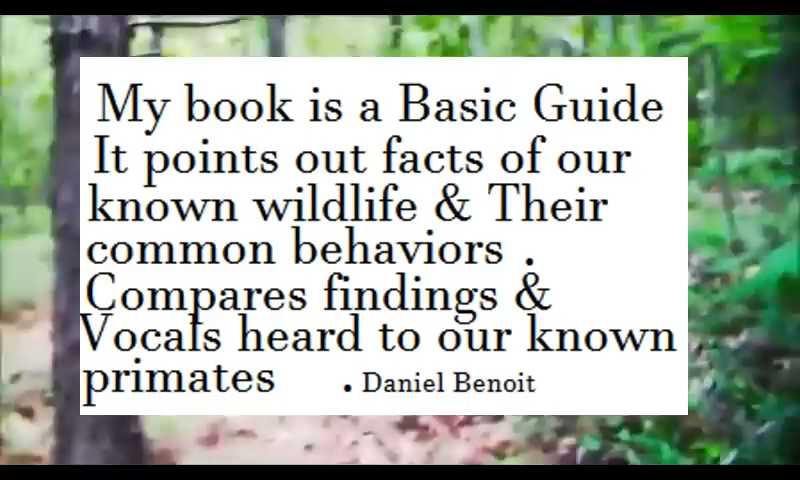 My book is a Basic Guide
It points out facts of our
known wildlife & Their
common behaviors .
Compares findings &
Vocals heard to our known
primates . Daniel Benoit